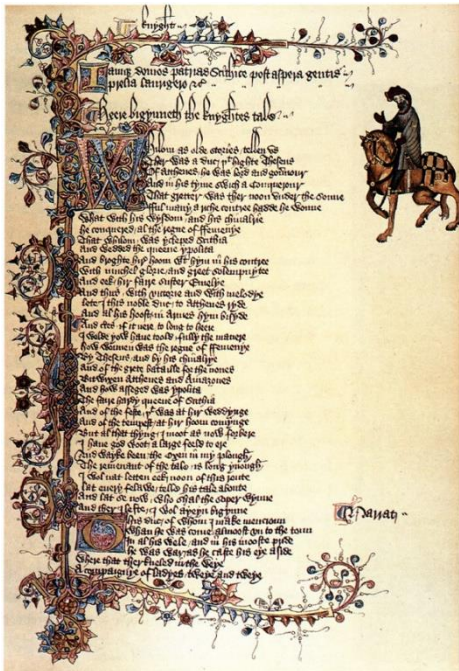 Knyght
Iamqȝ domos patrias Scithice post aspera gentis
prelia laurigero &c
Heere bigynneth the knyghtes tale
Whilom as olde stories tellen us
Ther was a duc þt highte Theseus
Of Atthenes he was lord and gouernour
And in his tyme swich a conquerour
That gretter was ther noon under the sonne
fful many a riche contree hadde he wonne
What with his wysdom and his chiualrie
he conquered al the regne of ffemenye
That whilom was ycleped Scithia
And wedded the queene ypolita
And broghte hir hoom wt hym in his contree
With muchel glorie and greet solempnytee
And eek hir faire suster Emelye
And thus with victorie and with melodye
lete I this noble duc to Atthenes ryde
And al his hoost in armes hym bisyde
And certes if it nere to long to heere
I wolde yow haue toold fully the manere
how wonnen was the regne of ffemenye
By Theseus and by his chiualrye
And of the grete bataille for the nones
Bitwixen Atthenes and Amazones
And how asseged was ypolita
The faire hardy queene of Scithia
And of the feste þt was at hir weddynge
And of the tempest at hir hoom comynge
But al that thyng I moot as now forbere
I haue god woot a large feeld to ere
And wayke been the oxen in my plough
The remenant of the tale is long ynough
I wol nat letten eek noon of this route
lat euery felawe telle his tale aboute
And lat se now who shal the soper wynne
And ther I lefte I wol ayeyn bigynne
This duc of whom I make mencioun
Narrat
Whan he was come almoost vn to the toun
In al his wele and in his mooste pride
he was war as he caste his eye aside
Where that ther kneled in the weye
A compaignye of ladyes tweye and tweye